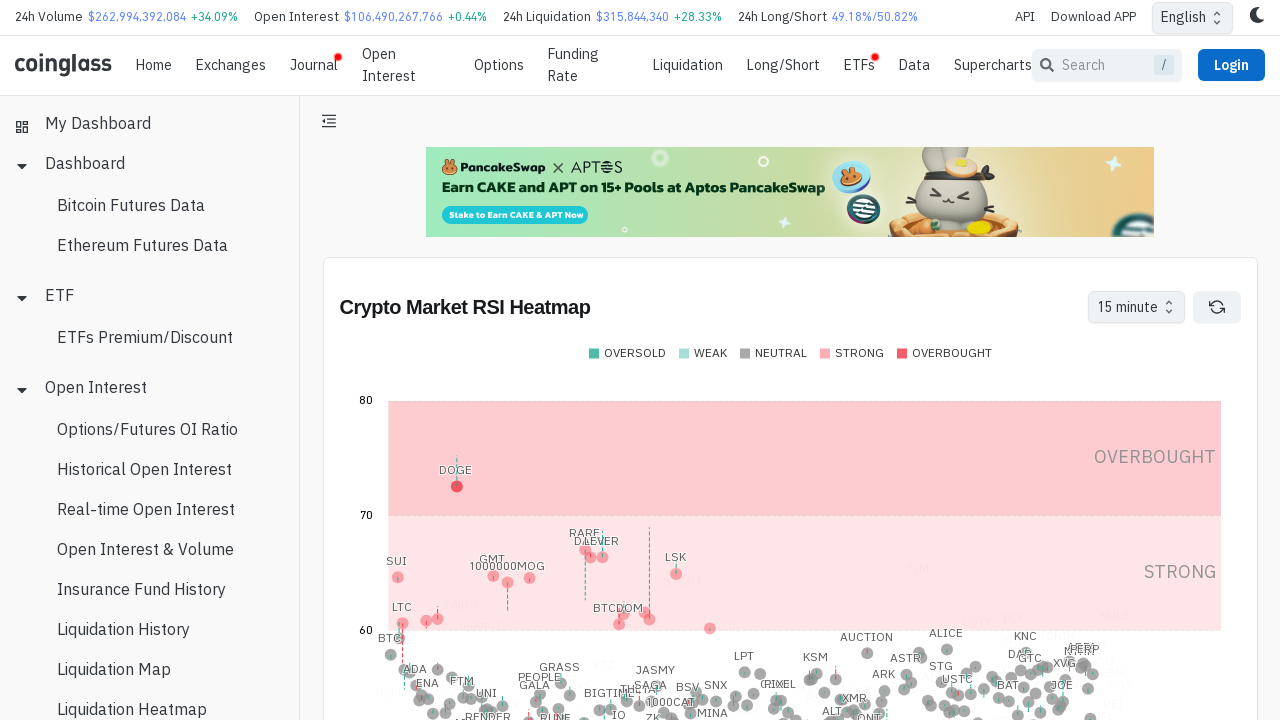 24h Volume $262,994,392,084 +34.09% Open Interest $106,490,267,766 +0.44% 24h Liquidation $315,844,340 +28.33% 24h Long/Short 49.18%/50.82% API Download APP English
coinglass Home Exchanges Journal Open Interest Options Funding Rate Liquidation Long/Short ETFs Data Supercharts Search / Login
My Dashboard
Dashboard
Bitcoin Futures Data
Ethereum Futures Data
ETF
ETFs Premium/Discount
Open Interest
Options/Futures OI Ratio
Historical Open Interest
Real-time Open Interest
Open Interest & Volume
Insurance Fund History
Liquidation History
Liquidation Map
Liquidation Heatmap
PancakeSwap × APTOS
Earn CAKE and APT on 15+ Pools at Aptos PancakeSwap
Stake to Earn CAKE & APT Now
Crypto Market RSI Heatmap 15 minute
OVERSOLD WEAK NEUTRAL STRONG OVERBOUGHT
80
OVERBOUGHT
DOGE
70
RARE
LEVER
LSK
SUI GMT
1000000MOG
STRONG
LTC BTCDOM
60
BTC AUCTION ALICE KNC
LPT KSM ASTR GTC
ADA GRASS JASMY ARK STG XVG
ENA FTM PEOPLE GALA SAGA BSV SNX USTC BAT JOE
UNI BIGTIME XMR
1000CAT MINA ALT
RENDER RUNE IO ZK